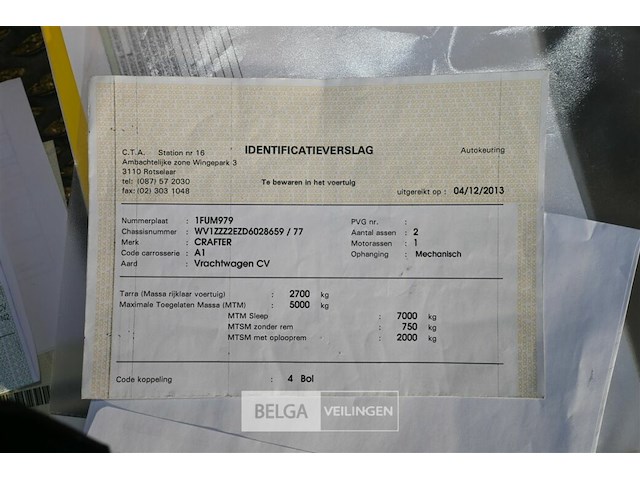 C.T.A. Station nr 16
Ambachtelijke zone Wingepark 3
3110 Rotselaar
tel: (087) 57 2030
fax: (02) 303 1048
IDENTIFICATIEVERSLAG
Autokeuring
Te bewaren in het voertuig
uitgereikt op : 04/12/2013
Nummerplaat : 1FUM979
Chassisnummer : WV1ZZZ2EZD6028659 / 77
Merk : CRAFTER
Code carrosserie : A1
Aard : Vrachtwagen CV
PVG nr. :
Aantal assen : 2
Motorassen : 1
Ophanging : Mechanisch
Tarra (Massa rijklaar voertuig) : 2700 kg
Maximale Toegelaten Massa (MTM) : 5000 kg
MTM Sleep : 7000 kg
MTSM zonder rem : 750 kg
MTSM met oplooprem : 2000 kg
Code koppeling : 4 Bol
BELGA VEILINGEN